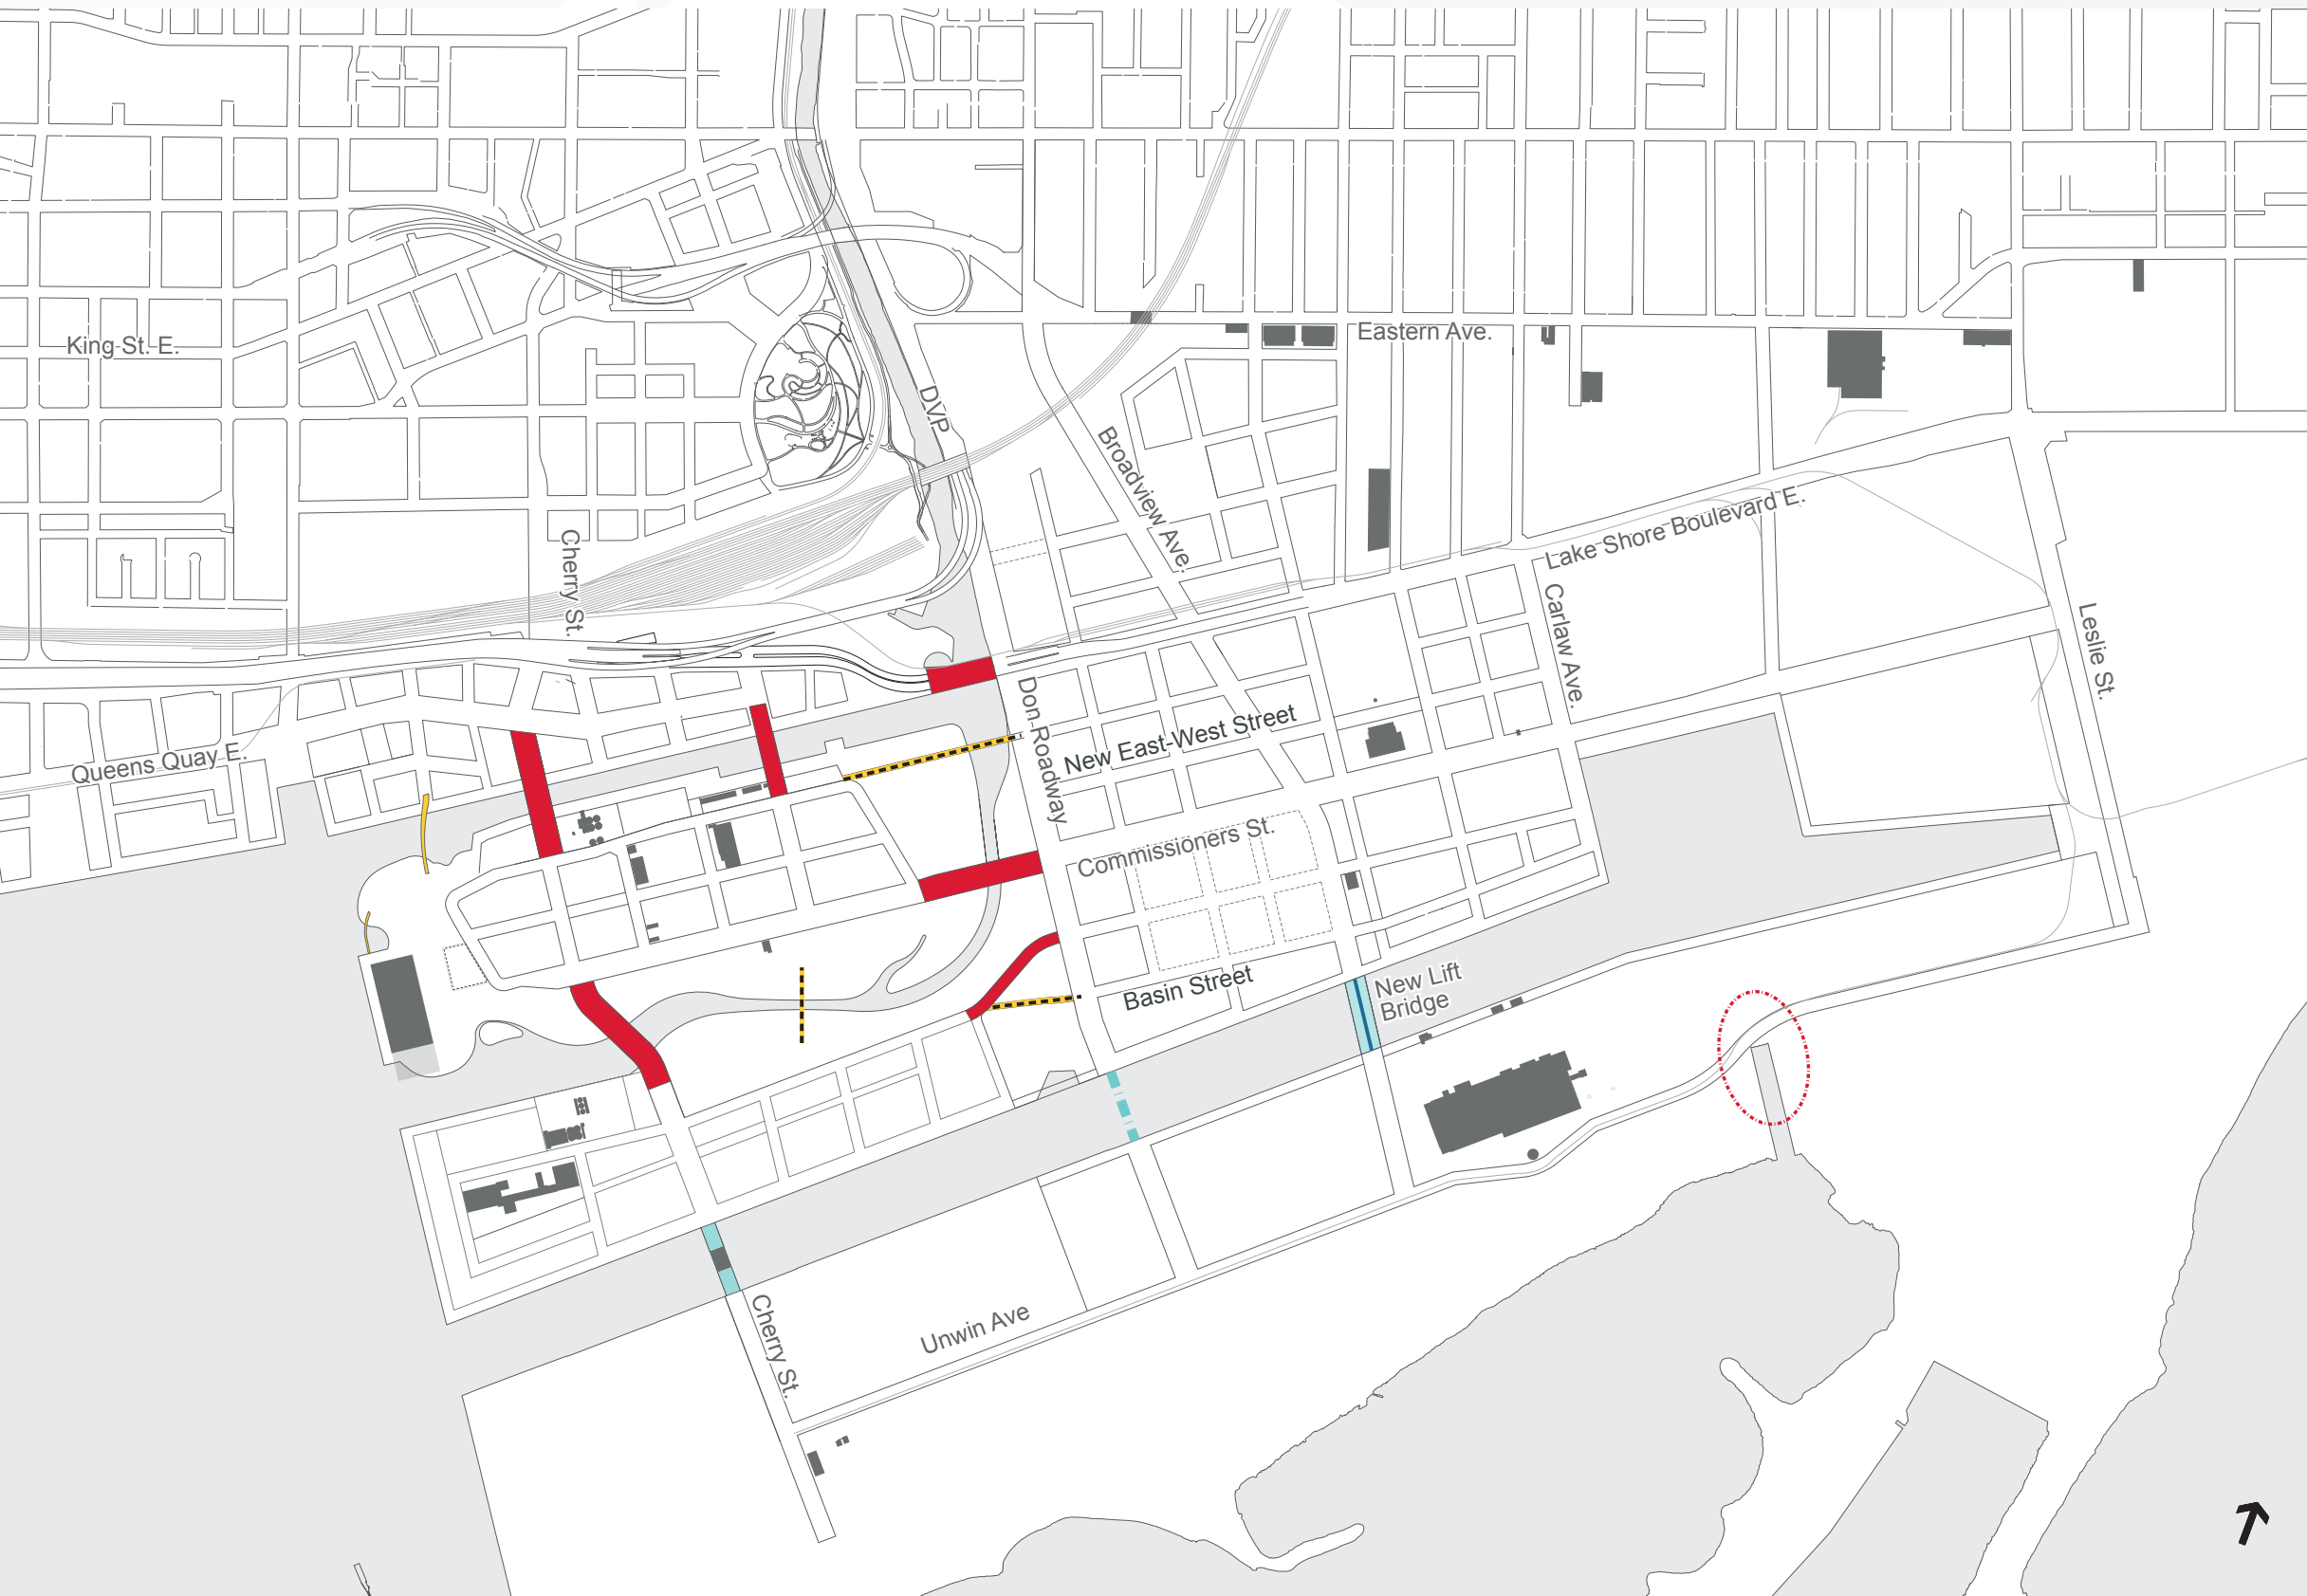 King St. E.
Eastern Ave.
DVP
Broadview Ave.
Lake Shore Boulevard E.
Cherry St.
Carlaw Ave.
Leslie St.
Don Roadway
New East-West Street
Queens Quay E.
Commissioners St.
New Lift
Bridge
Basin Street
Unwin Ave
Cherry St.